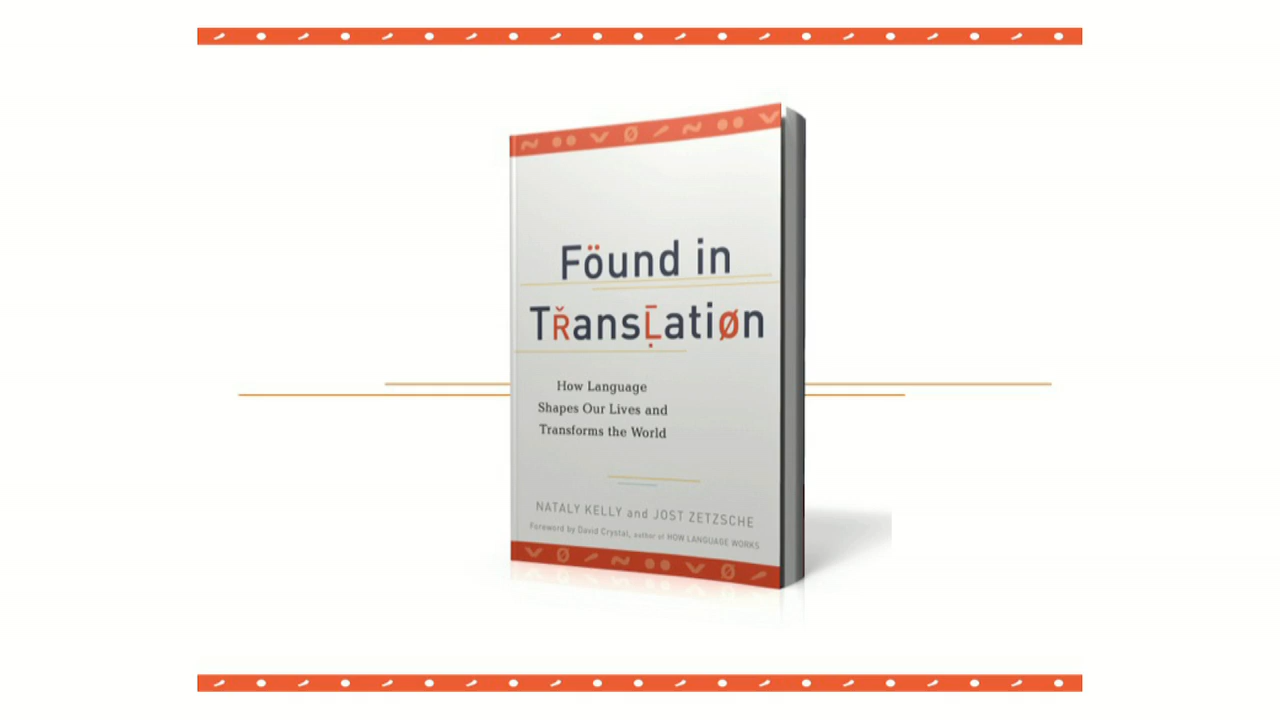 Föund in
TŘansḸatiøn
How Language
Shapes Our Lives and
Transforms the World
NATALY KELLY and JOST ZETZSCHE
Foreword by David Crystal, author of HOW LANGUAGE WORKS